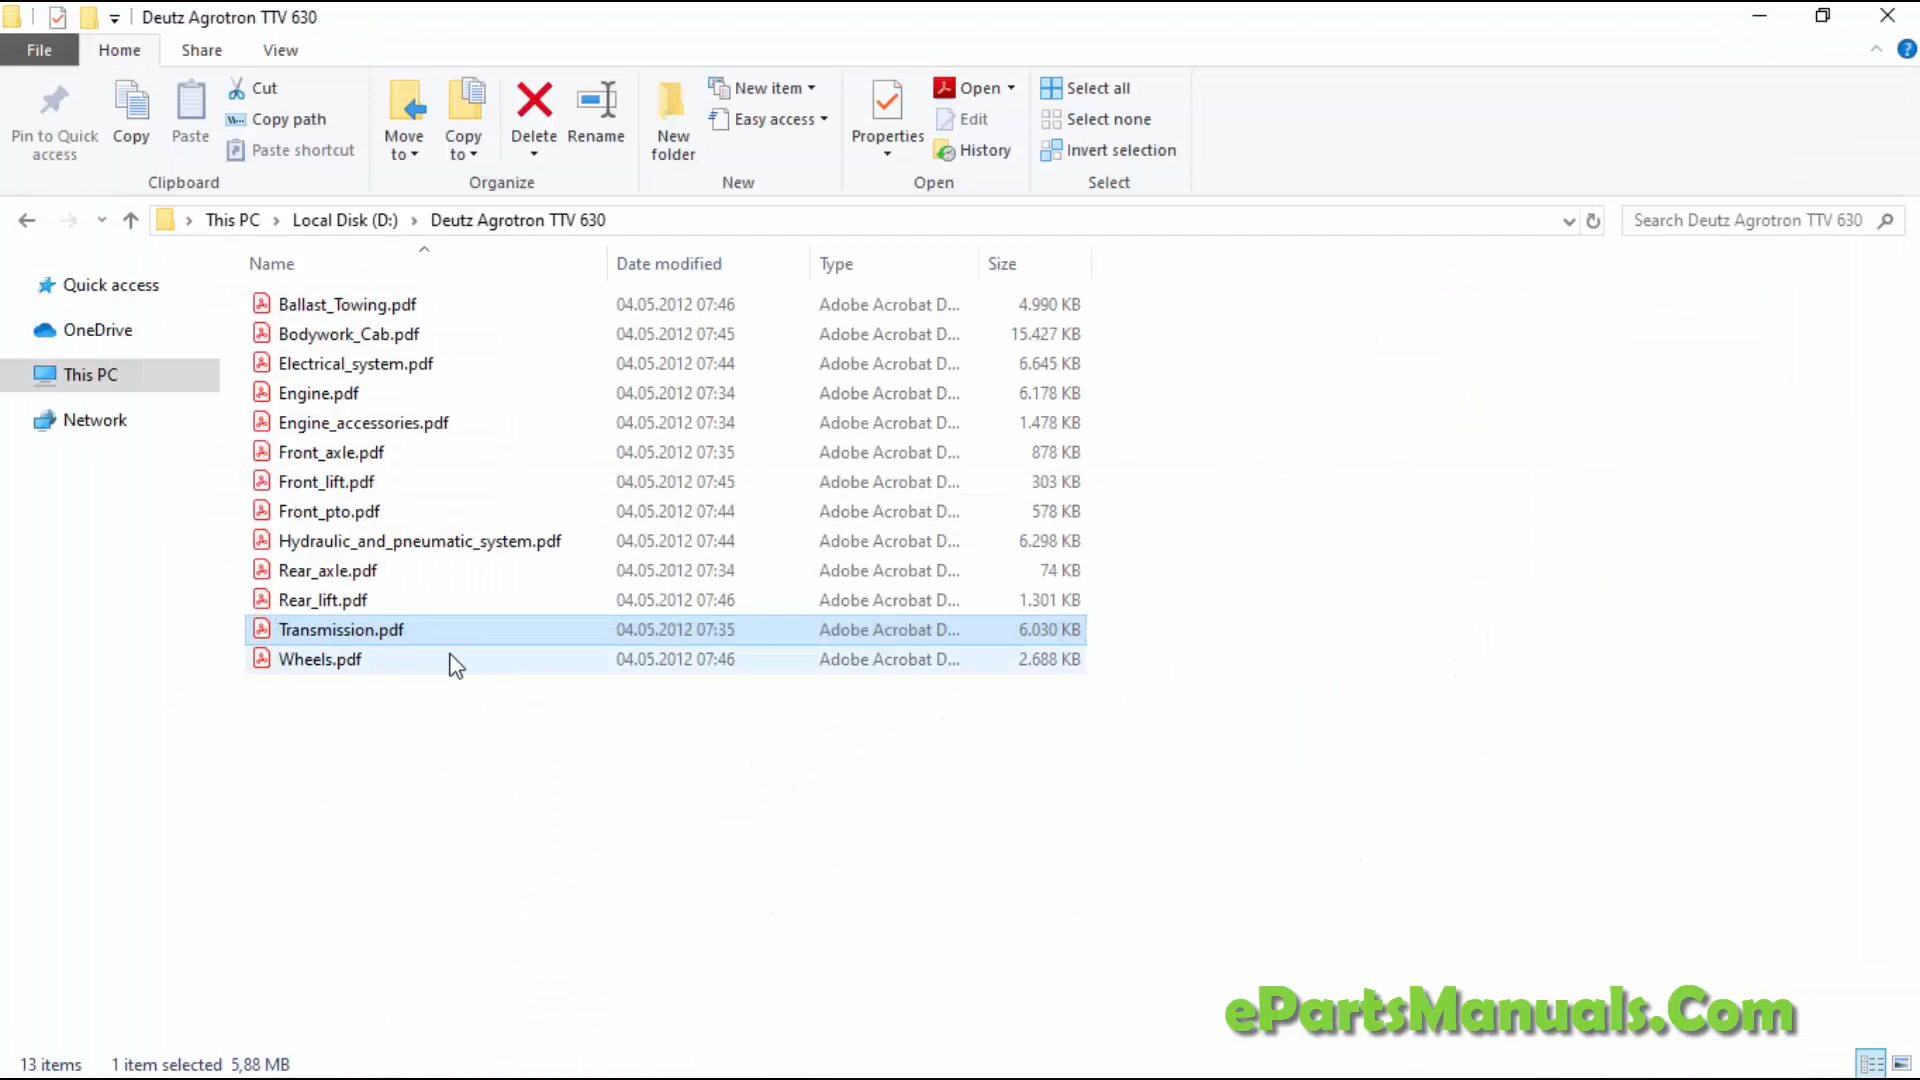 Deutz Agrotron TTV 630
File Home Share View
Pin to Quick access
Copy
Paste
Cut
Copy path
Paste shortcut
Clipboard
Move to
Copy to
Delete
Rename
Organize
New folder
New item
Easy access
New
Properties
Open
Edit
History
Open
Select all
Select none
Invert selection
Select
This PC Local Disk (D:) Deutz Agrotron TTV 630
Search Deutz Agrotron TTV 630
Quick access
OneDrive
This PC
Network
Name Date modified Type Size
Ballast_Towing.pdf 04.05.2012 07:46 Adobe Acrobat D... 4.990 KB
Bodywork_Cab.pdf 04.05.2012 07:45 Adobe Acrobat D... 15.427 KB
Electrical_system.pdf 04.05.2012 07:44 Adobe Acrobat D... 6.645 KB
Engine.pdf 04.05.2012 07:34 Adobe Acrobat D... 6.178 KB
Engine_accessories.pdf 04.05.2012 07:34 Adobe Acrobat D... 1.478 KB
Front_axle.pdf 04.05.2012 07:35 Adobe Acrobat D... 878 KB
Front_lift.pdf 04.05.2012 07:45 Adobe Acrobat D... 303 KB
Front_pto.pdf 04.05.2012 07:44 Adobe Acrobat D... 578 KB
Hydraulic_and_pneumatic_system.pdf 04.05.2012 07:44 Adobe Acrobat D... 6.298 KB
Rear_axle.pdf 04.05.2012 07:34 Adobe Acrobat D... 74 KB
Rear_lift.pdf 04.05.2012 07:46 Adobe Acrobat D... 1.301 KB
Transmission.pdf 04.05.2012 07:35 Adobe Acrobat D... 6.030 KB
Wheels.pdf 04.05.2012 07:46 Adobe Acrobat D... 2.688 KB
ePartsManuals.Com
13 items 1 item selected 5,88 MB